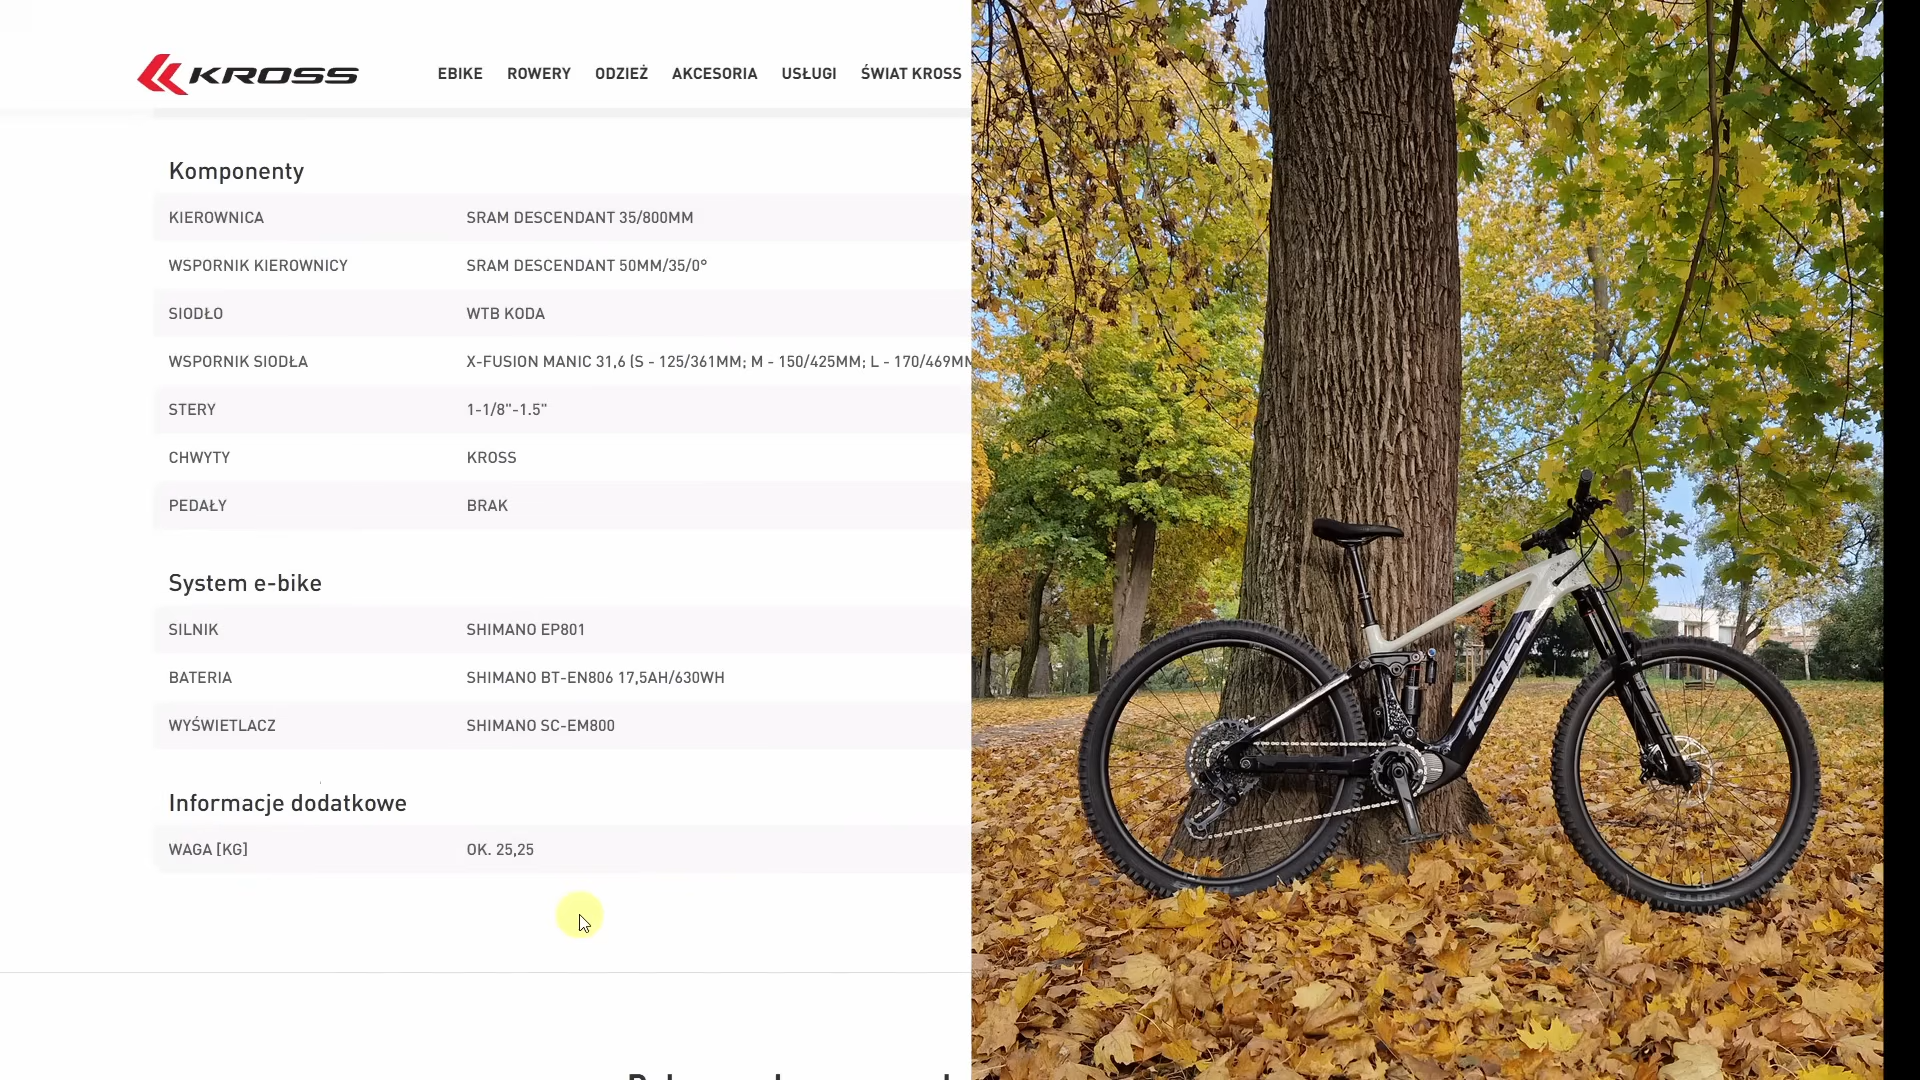 KROSS
EBIKE ROWERY ODZIEŻ AKCESORIA USŁUGI ŚWIAT KROSS
Komponenty
KIEROWNICA SRAM DESCENDANT 35/800MM
WSPORNIK KIEROWNICY SRAM DESCENDANT 50MM/35/0°
SIODŁO WTB KODA
WSPORNIK SIODŁA X-FUSION MANIC 31,6 (S - 125/361MM; M - 150/425MM; L - 170/469MM
STERY 1-1/8"-1.5"
CHWYTY KROSS
PEDAŁY BRAK
System e-bike
SILNIK SHIMANO EP801
BATERIA SHIMANO BT-EN806 17,5AH/630WH
WYŚWIETLACZ SHIMANO SC-EM800
Informacje dodatkowe
WAGA [KG] OK. 25,25
KROSS